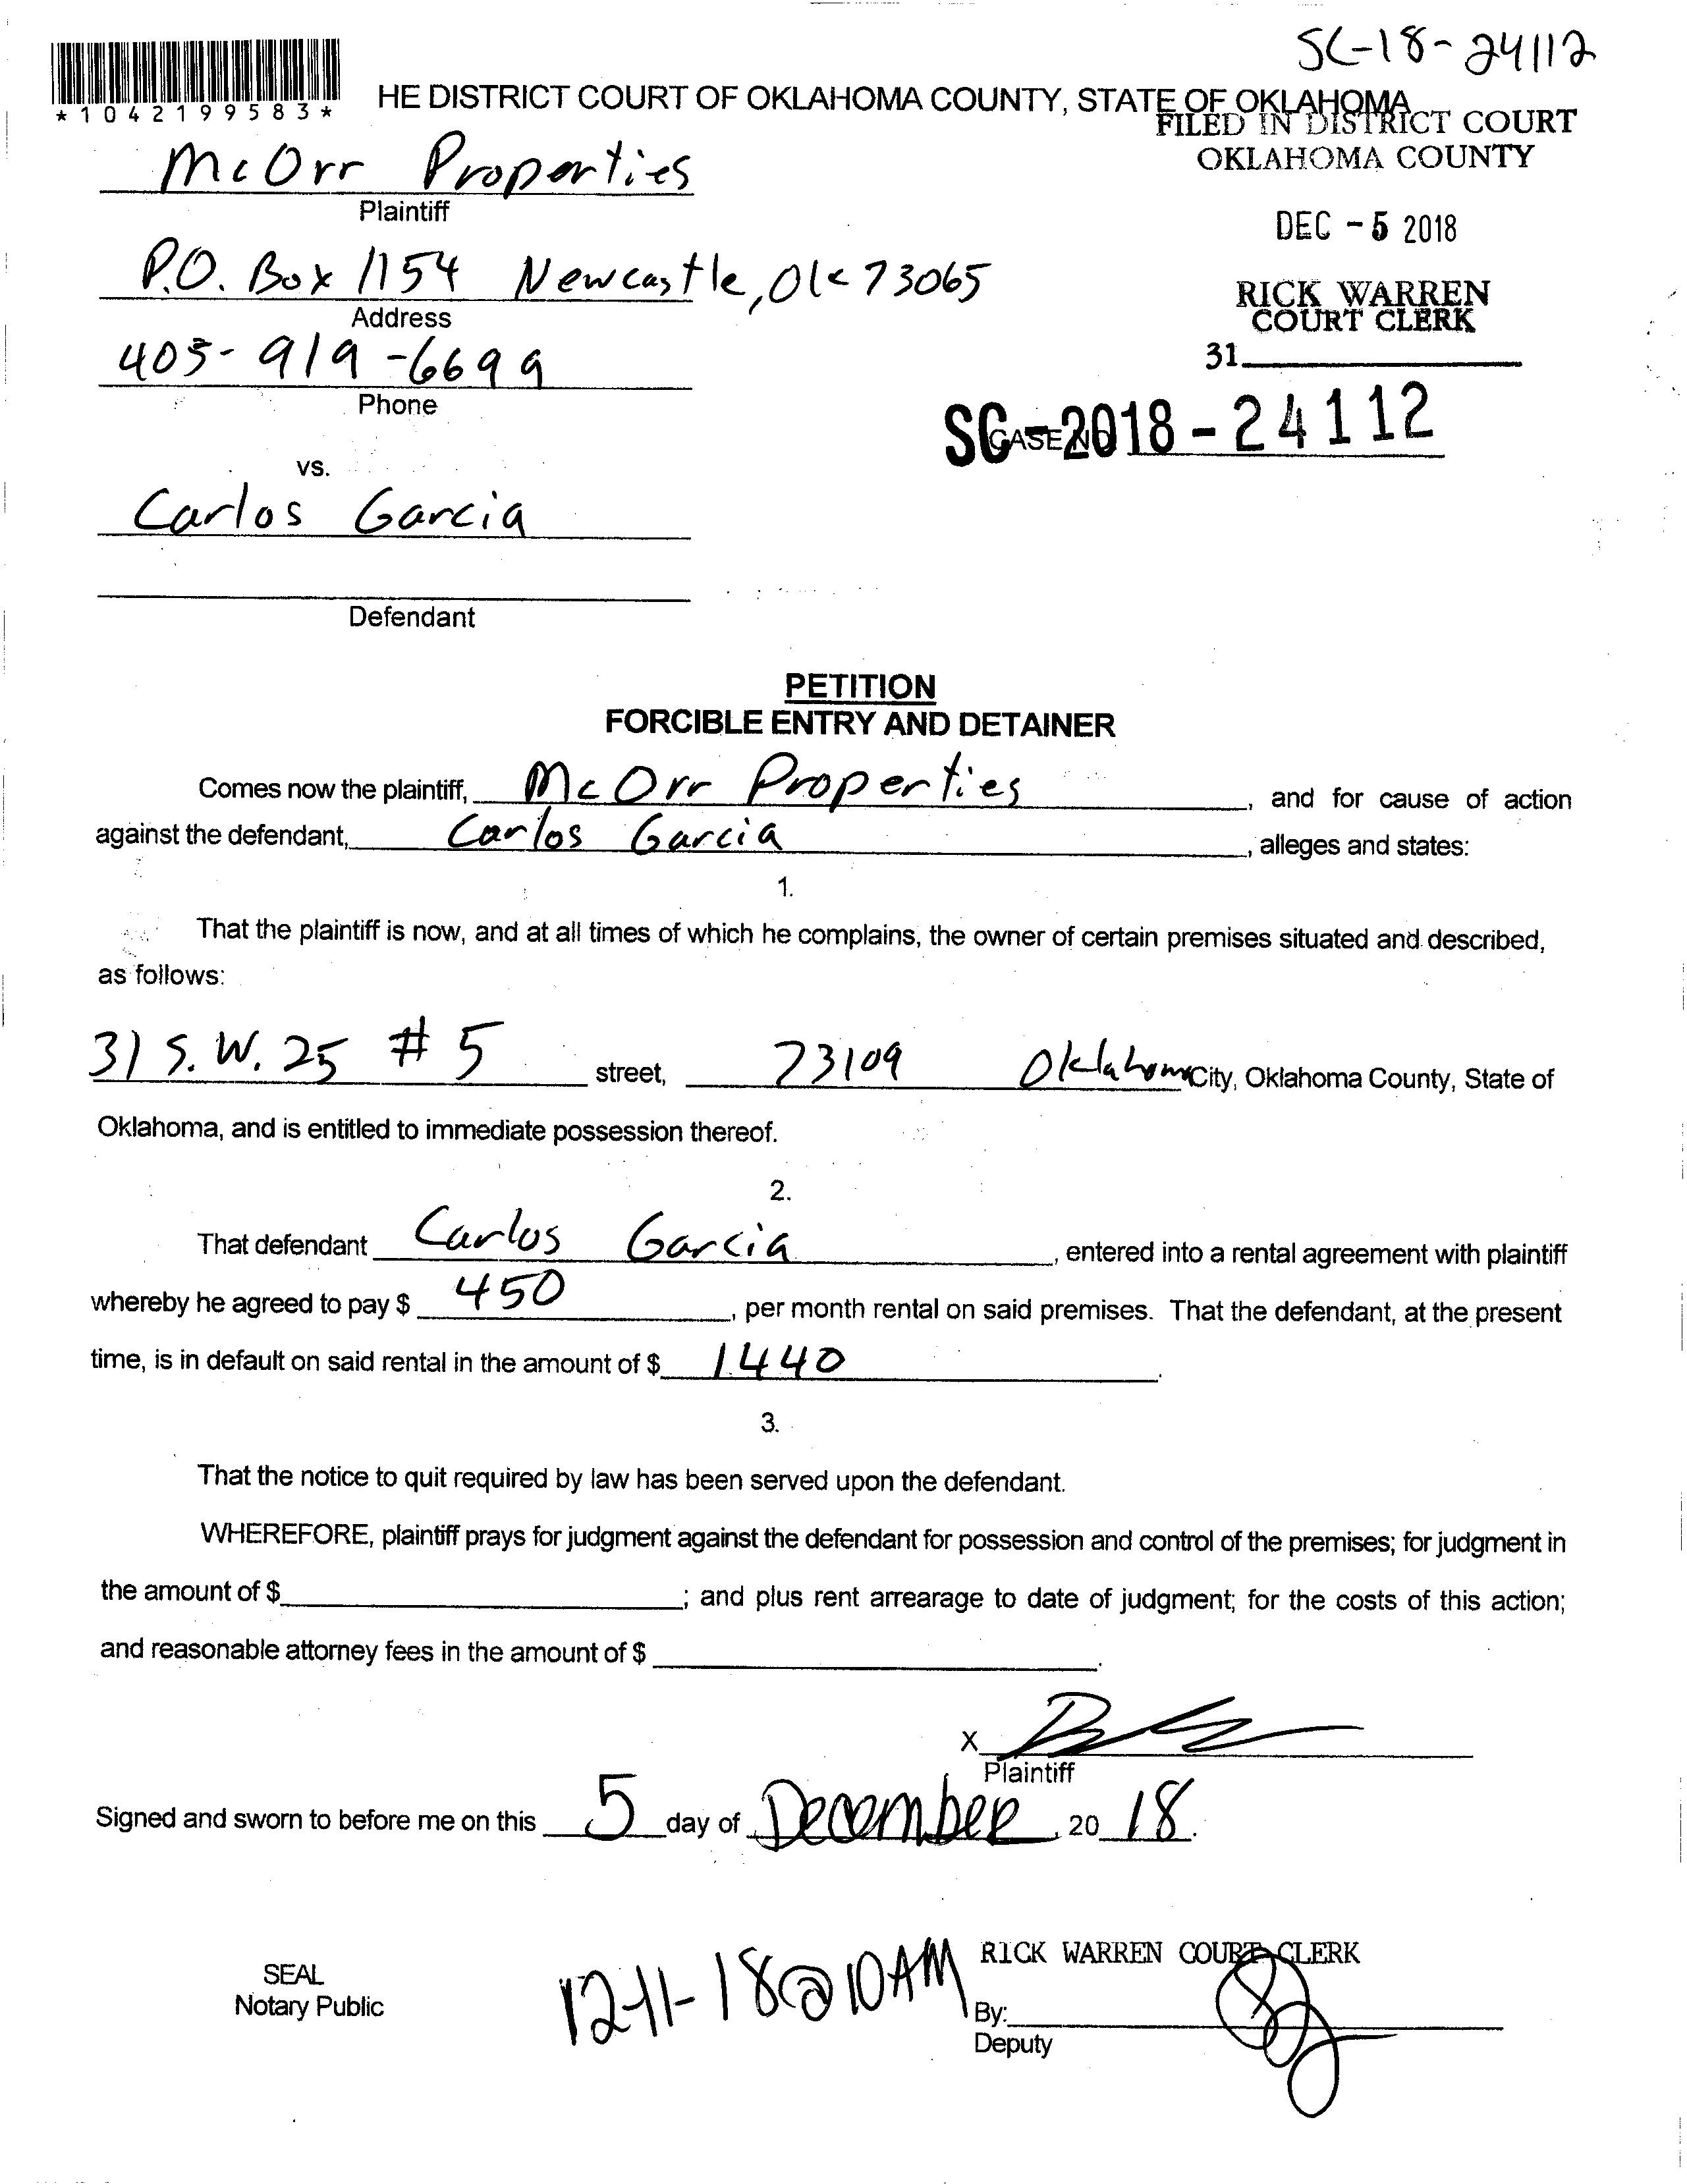 SC-18-24112
*1042199583*
HE DISTRICT COURT OF OKLAHOMA COUNTY, STATE OF OKLAHOMA
FILED IN DISTRICT COURT
OKLAHOMA COUNTY
McOrr Properties
Plaintiff
DEC - 5 2018
P.O. Box 1154 Newcastle, Ok 73065
Address
RICK WARREN
COURT CLERK
405-919-6699
31
Phone
CASE NO
SC-2018-24112
vs.
Carlos Garcia
Defendant
PETITION
FORCIBLE ENTRY AND DETAINER
Comes now the plaintiff, McOrr Properties, and for cause of action
against the defendant, Carlos Garcia, alleges and states:
1.
That the plaintiff is now, and at all times of which he complains, the owner of certain premises situated and described,
as follows:
31 S.W. 25 # 5 street, 73109 Oklahoma City, Oklahoma County, State of
Oklahoma, and is entitled to immediate possession thereof.
2.
That defendant Carlos Garcia, entered into a rental agreement with plaintiff
whereby he agreed to pay $ 450, per month rental on said premises. That the defendant, at the present
time, is in default on said rental in the amount of $ 1440.
3.
That the notice to quit required by law has been served upon the defendant.
WHEREFORE, plaintiff prays for judgment against the defendant for possession and control of the premises; for judgment in
the amount of $ ; and plus rent arrearage to date of judgment; for the costs of this action;
and reasonable attorney fees in the amount of $ .
X
Plaintiff
Signed and sworn to before me on this 5 day of December, 20 18.
RICK WARREN COURT CLERK
SEAL
Notary Public
12-11-18@10AM
By:
Deputy